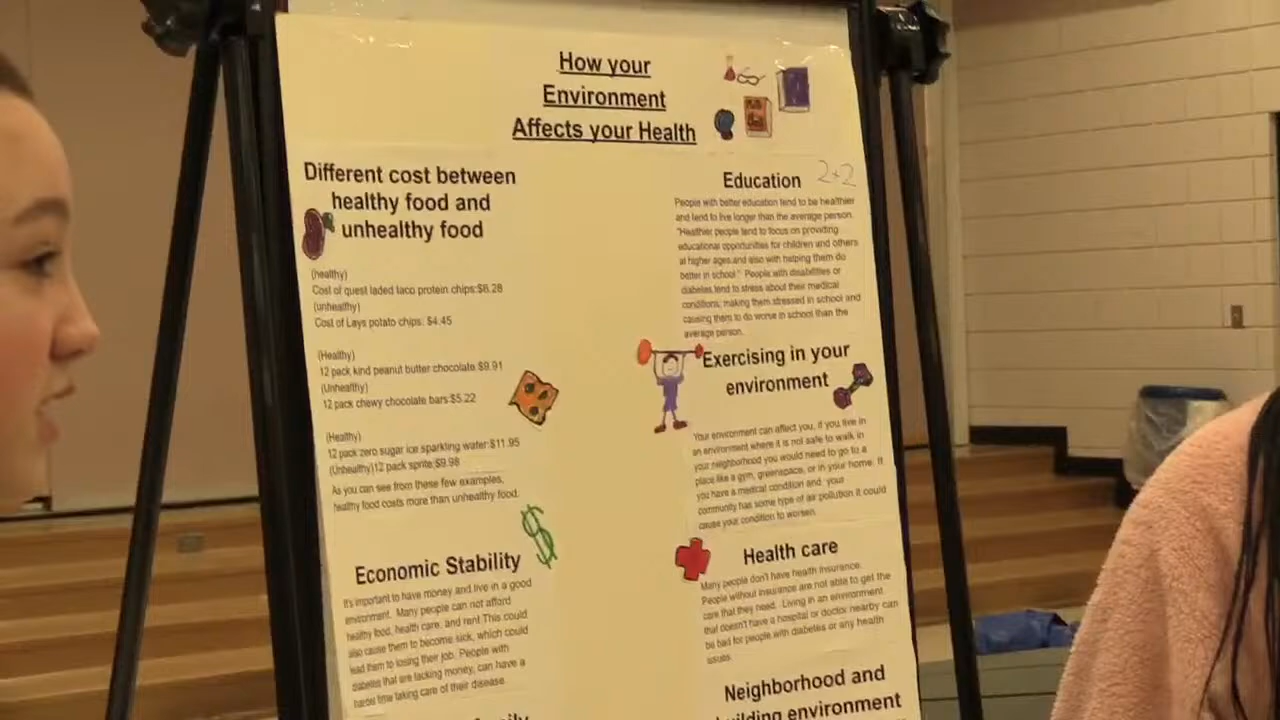 How your
Environment
Affects your Health
Different cost between
healthy food and
unhealthy food
(healthy)
Cost of quest laded taco protein chips:$8.28
(unhealthy)
Cost of Lays potato chips: $4.45
(Healthy)
12 pack kind peanut butter chocolate $9.91
(Unhealthy)
12 pack chewy chocolate bars:$5.22
(Healthy)
12 pack zero sugar ice sparkling water:$11.95
(Unhealthy)12 pack sprite:$9.98
As you can see from these few examples,
healthy food costs more than unhealthy food.
Economic Stability
It's important to have money and live in a good
environment. Many people can not afford
healthy food, health care, and rent! This could
also cause them to become sick, which could
lead them to losing their job. People with
diabetes that are lacking money, can have a
harder time taking care of their disease.
Education
2+2
People with better education tend to be healthier
and tend to live longer than the average person.
"Healthier people tend to focus on providing
educational opportunities for children and others
at higher ages and also with helping them do
better in school." People with disabilities or
diabetes tend to stress about their medical
conditions, making them stressed in school and
causing them to do worse in school than the
average person.
Exercising in your
environment
Your environment can affect you, if you live in
an environment where it is not safe to walk in
your neighborhood you would need to go to a
place like a gym, greenspace, or in your home. If
you have a medical condition and your
community has some type of air pollution it could
cause your condition to worsen.
Health care
Many people don't have health insurance.
People without insurance are not able to get the
care that they need. Living in an environment
that doesn't have a hospital or doctor nearby can
be bad for people with diabetes or any health
issues.
Neighborhood and
building environment